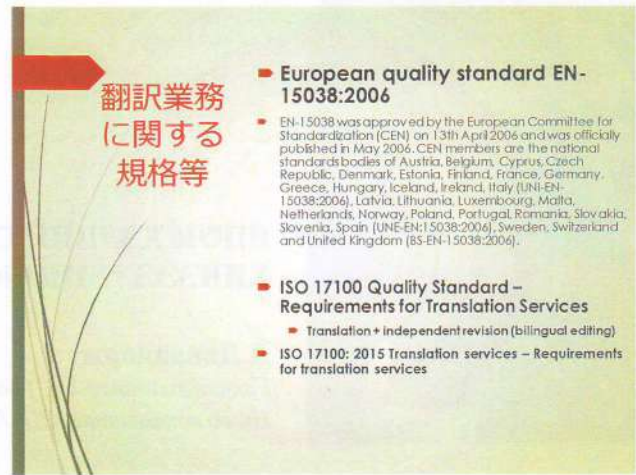 翻訳業務
に関する
規格等
European quality standard EN-
15038:2006
EN-15038 was approved by the European Committee for
Standardization (CEN) on 13th April 2006 and was officially
published in May 2006. CEN members are the national
standards bodies of Austria, Belgium, Cyprus, Czech
Republic, Denmark, Estonia, Finland, France, Germany,
Greece, Hungary, Iceland, Ireland, Italy (UNI-EN-
15038:2006), Latvia, Lithuania, Luxembourg, Malta,
Netherlands, Norway, Poland, Portugal, Romania, Slovakia,
Slovenia, Spain (UNE-EN:15038:2006), Sweden, Switzerland
and United Kingdom (BS-EN-15038:2006).
ISO 17100 Quality Standard –
Requirements for Translation Services
Translation + independent revision (bilingual editing)
ISO 17100: 2015 Translation services – Requirements
for translation services